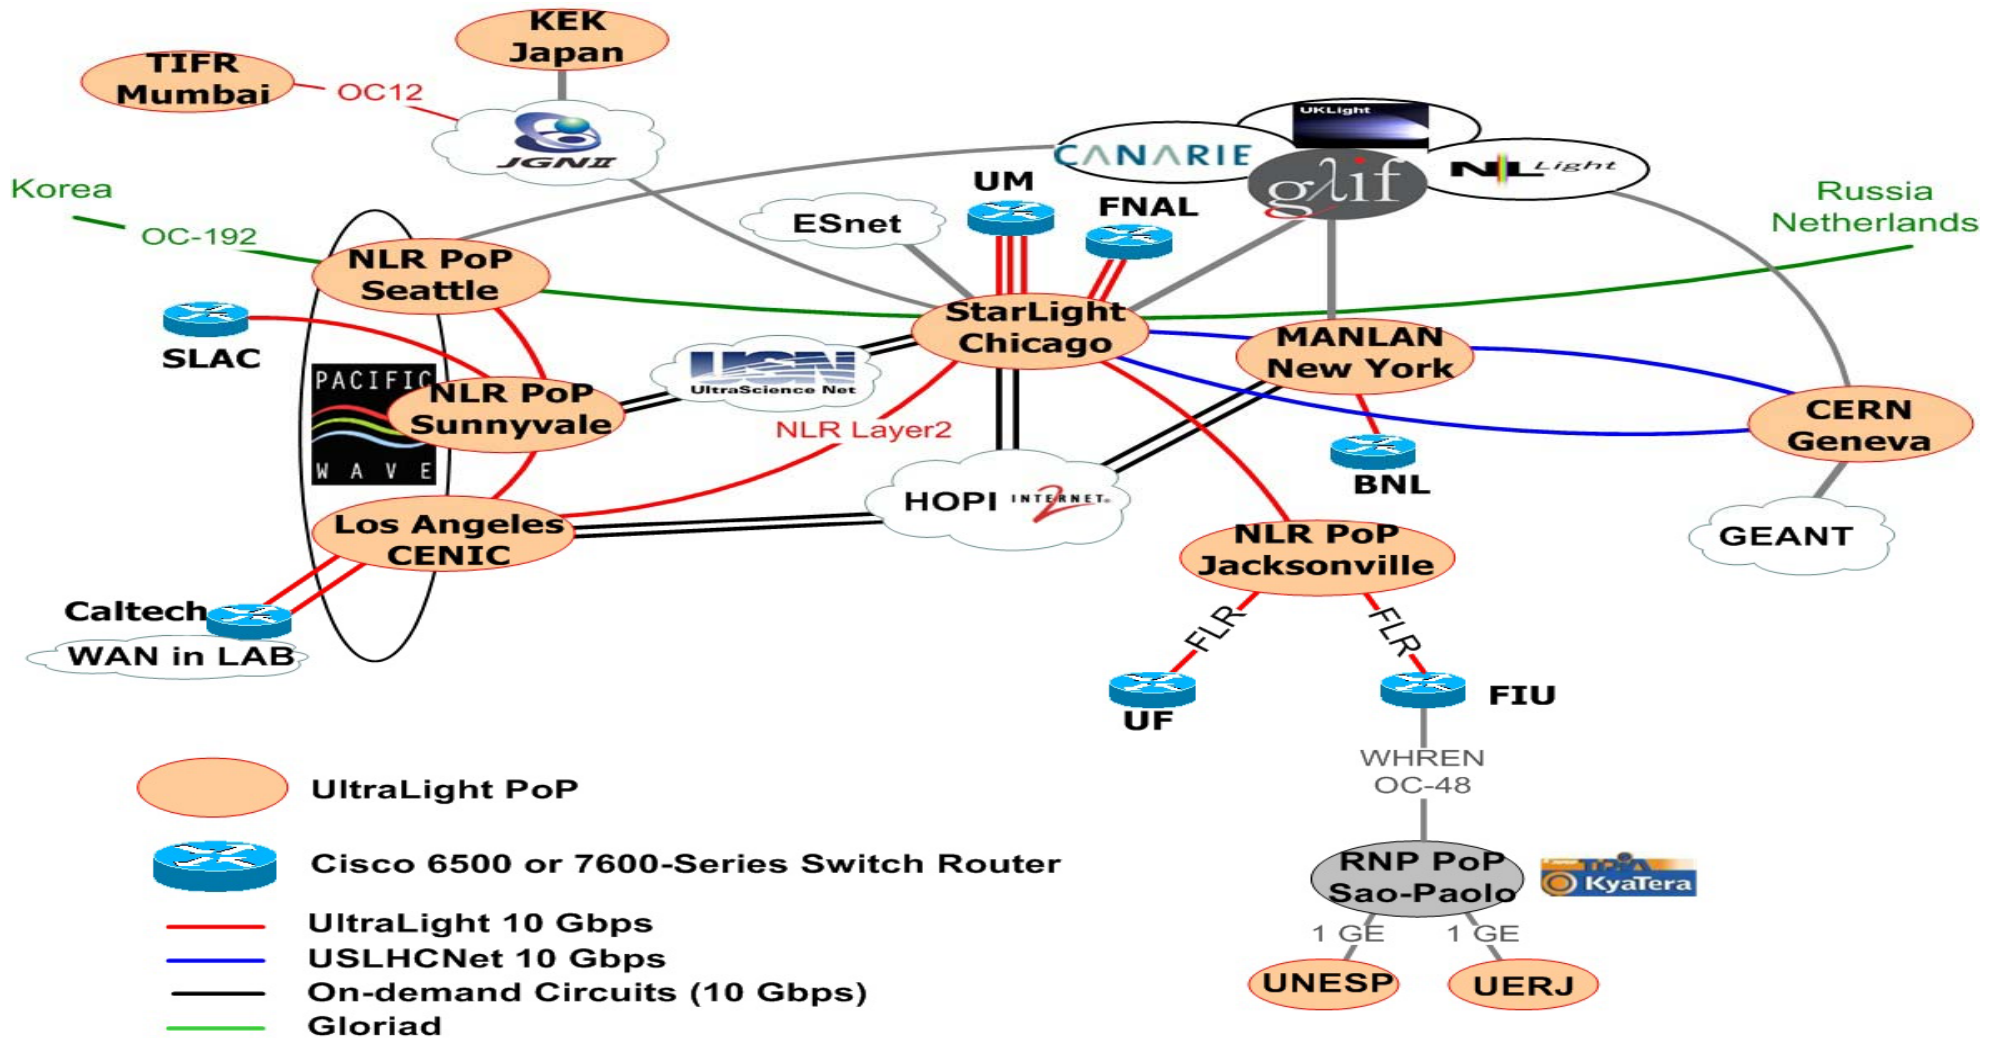 KEK
Japan
TIFR
Mumbai
OC12
JGNII
UKLight
CANARIE
glif
NLLight
Korea
OC-192
UM
FNAL
ESnet
Russia
Netherlands
NLR PoP
Seattle
StarLight
Chicago
MANLAN
New York
SLAC
PACIFIC
WAVE
USN
UltraScience Net
NLR PoP
Sunnyvale
NLR Layer2
CERN
Geneva
BNL
HOPI
INTERNET
2
Los Angeles
CENIC
NLR PoP
Jacksonville
GEANT
Caltech
WAN in LAB
FLR
FLR
UF
FIU
WHREN
OC-48
RNP PoP
Sao-Paolo
KyaTera
1 GE
1 GE
UNESP
UERJ
UltraLight PoP
Cisco 6500 or 7600-Series Switch Router
UltraLight 10 Gbps
USLHCNet 10 Gbps
On-demand Circuits (10 Gbps)
Gloriad